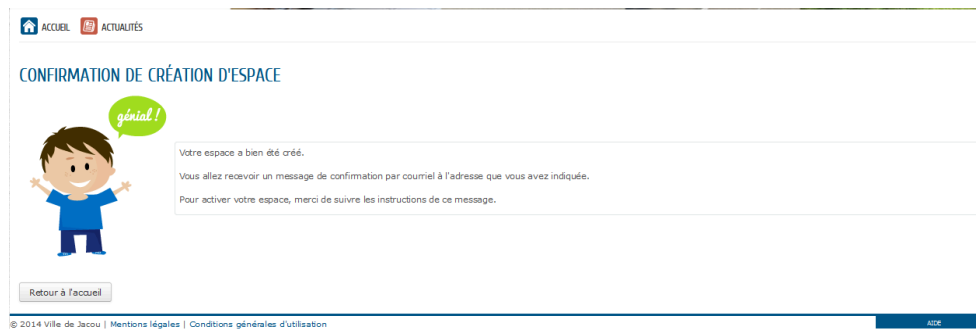 ACCUEIL ACTUALITÉS
CONFIRMATION DE CRÉATION D'ESPACE
génial !
Votre espace a bien été créé.
Vous allez recevoir un message de confirmation par courriel à l'adresse que vous avez indiquée.
Pour activer votre espace, merci de suivre les instructions de ce message.
Retour à l'accueil
© 2014 Ville de Jacou | Mentions légales | Conditions générales d'utilisation AIDE